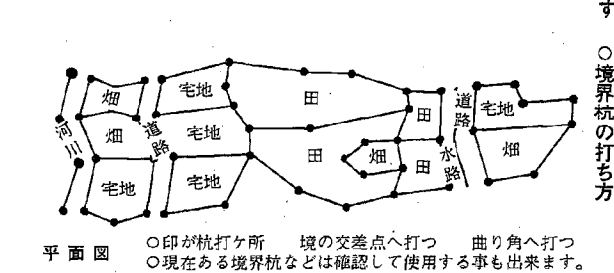 す
○境界杭の打ち方
畑
宅地
田
田
道路
宅地
河川
畑
道路
宅地
田
畑
田
水路
畑
宅地
宅地
平面図
○印が杭打ケ所 境の交差点へ打つ 曲り角へ打つ
○現在ある境界杭などは確認して使用する事も出来ます。